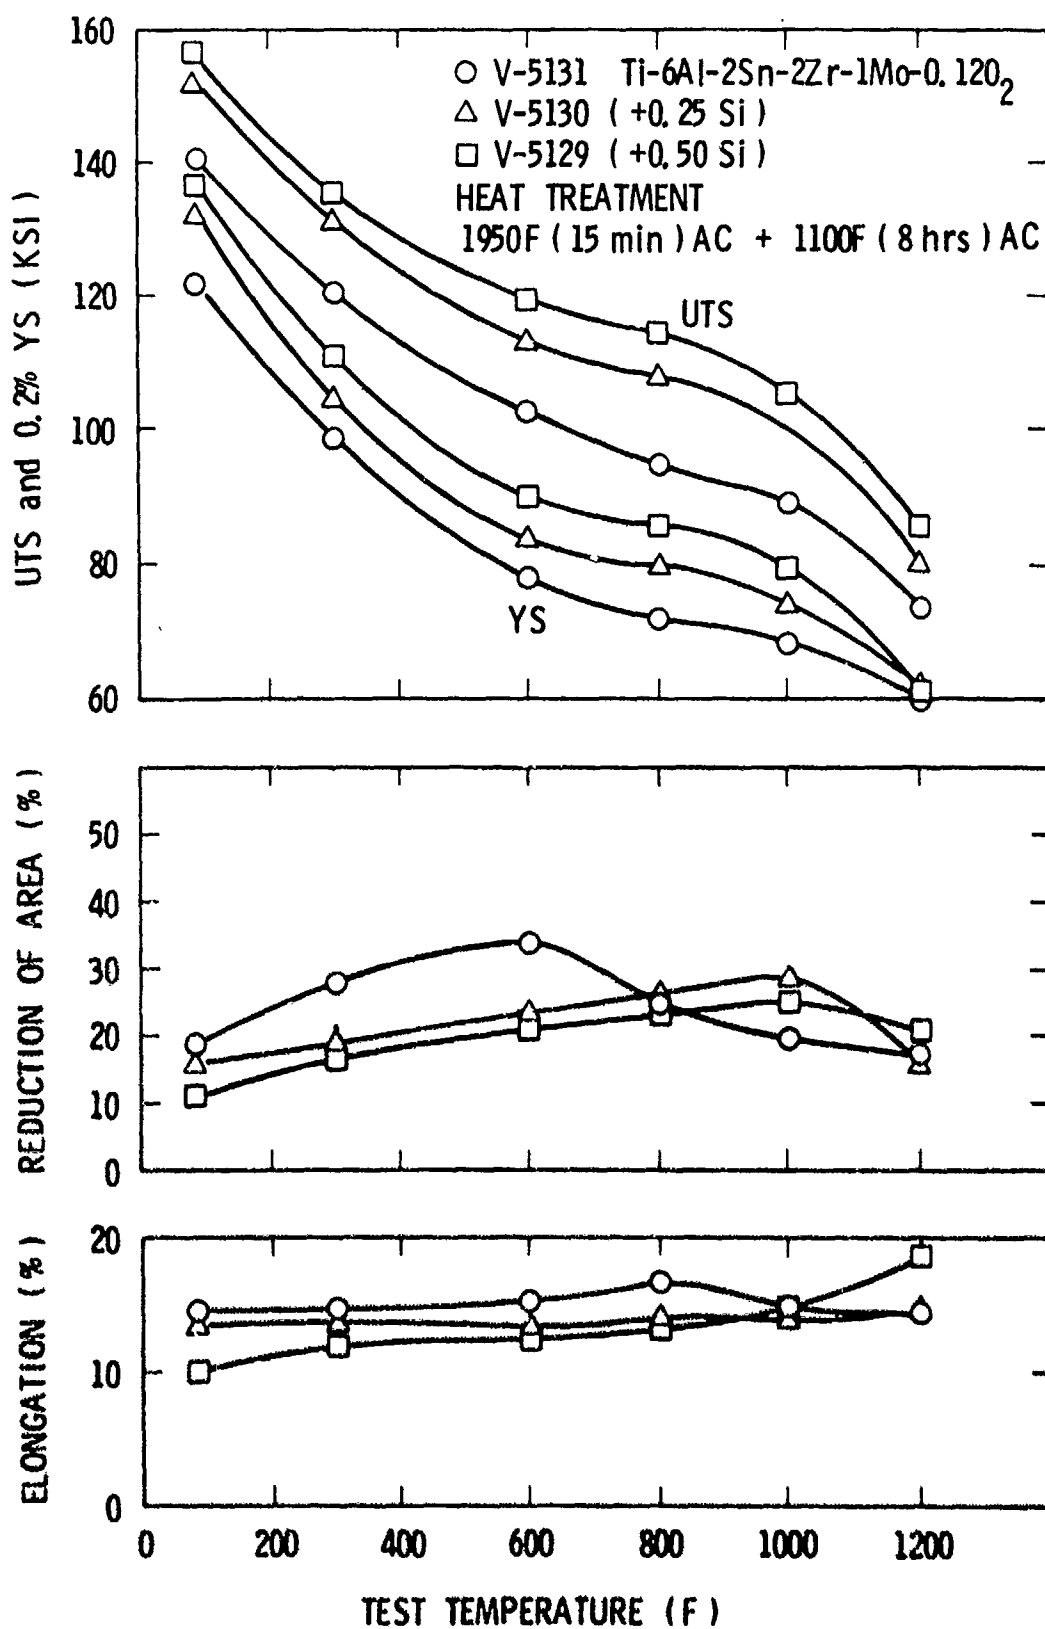 160
140
120
100
80
60
UTS and 0.2% YS (KSI)
○ V-5131 Ti-6Al-2Sn-2Zr-1Mo-0.12O2
△ V-5130 (+0.25 Si)
□ V-5129 (+0.50 Si)
HEAT TREATMENT
1950F (15 min) AC + 1100F (8 hrs) AC
UTS
YS
REDUCTION OF AREA (%)
50
40
30
20
10
0
ELONGATION (%)
20
10
0
0 200 400 600 800 1000 1200
TEST TEMPERATURE (F)